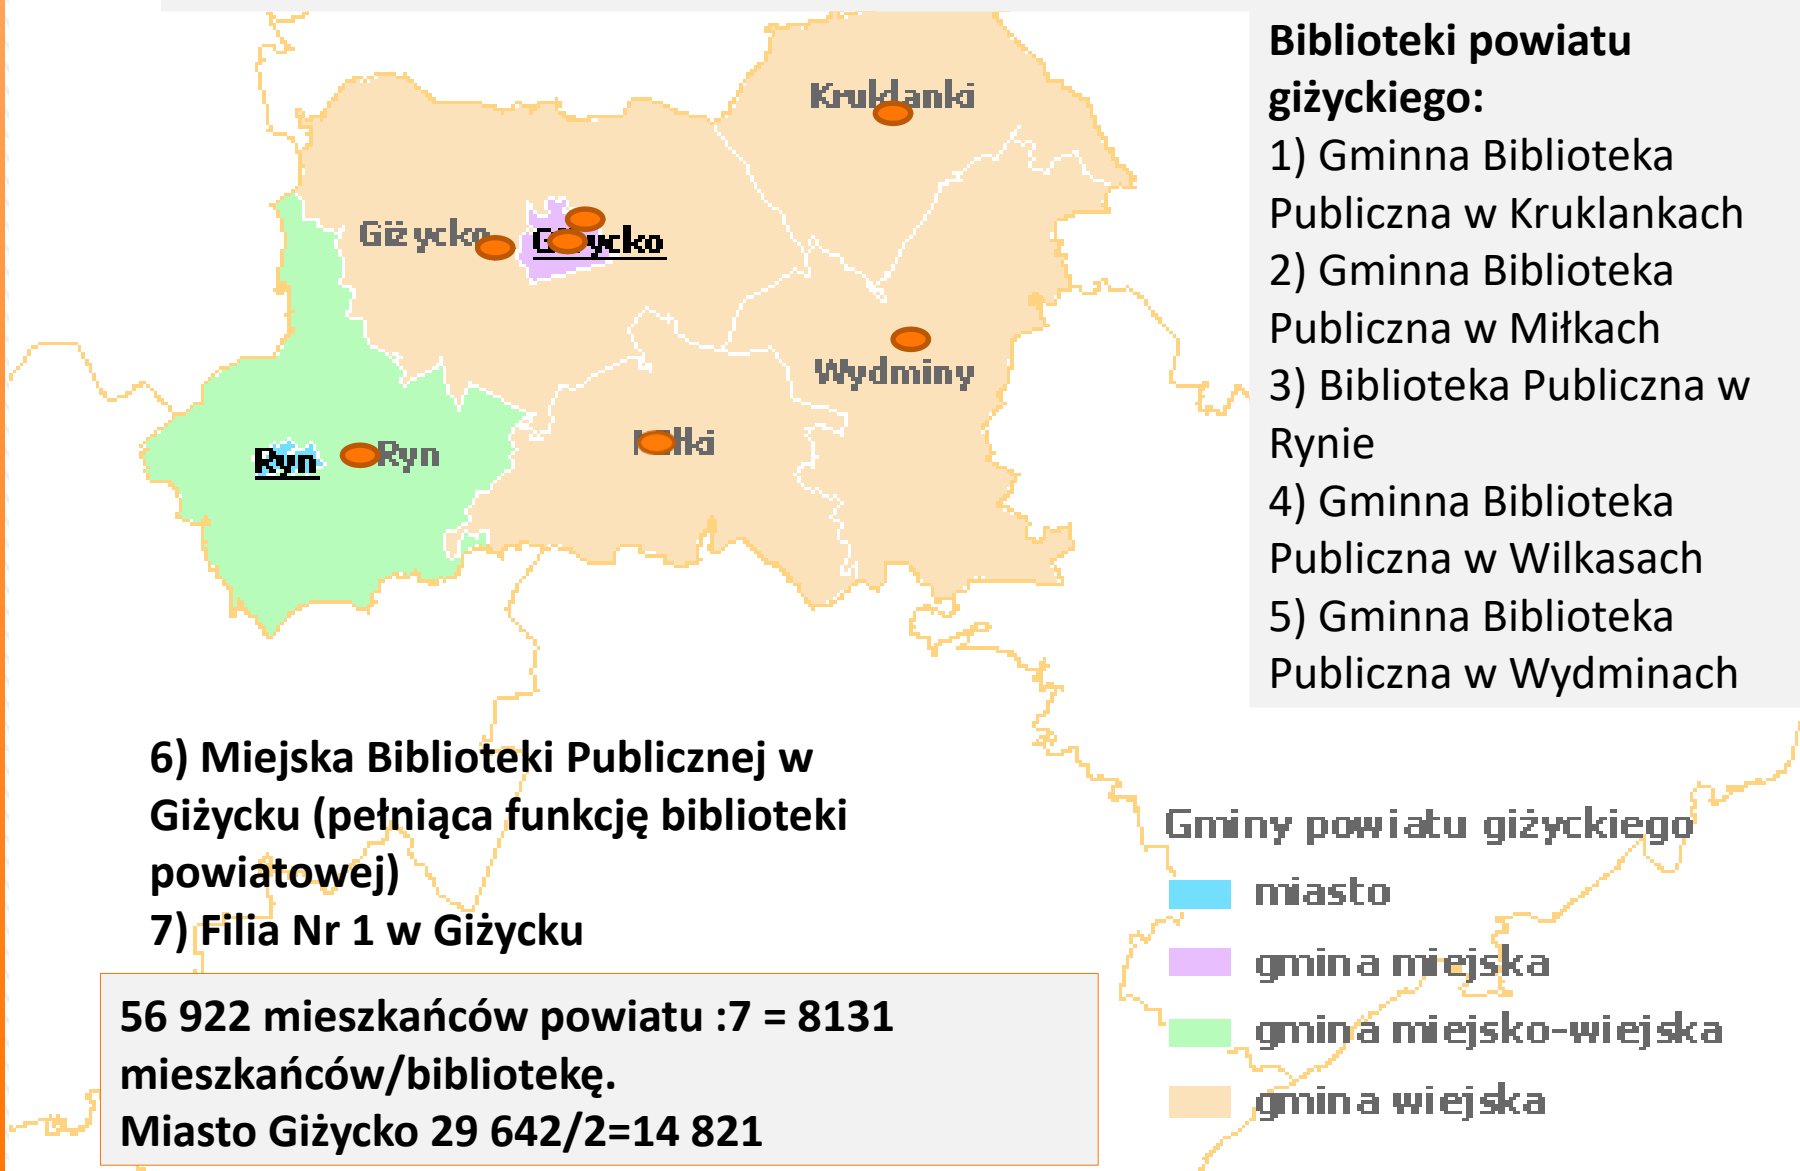 Biblioteki powiatu
giżyckiego:
1) Gminna Biblioteka
Publiczna w Kruklankach
2) Gminna Biblioteka
Publiczna w Miłkach
3) Biblioteka Publiczna w
Rynie
4) Gminna Biblioteka
Publiczna w Wilkasach
5) Gminna Biblioteka
Publiczna w Wydminach
Kruklanki
Giżycko
Giżycko
Wydminy
Miłki
Ryn
Ryn
6) Miejska Biblioteki Publicznej w
Giżycku (pełniąca funkcję biblioteki
powiatowej)
7) Filia Nr 1 w Giżycku
56 922 mieszkańców powiatu :7 = 8131
mieszkańców/bibliotekę.
Miasto Giżycko 29 642/2=14 821
Gminy powiatu giżyckiego
miasto
gmina miejska
gmina miejsko-wiejska
gmina wiejska